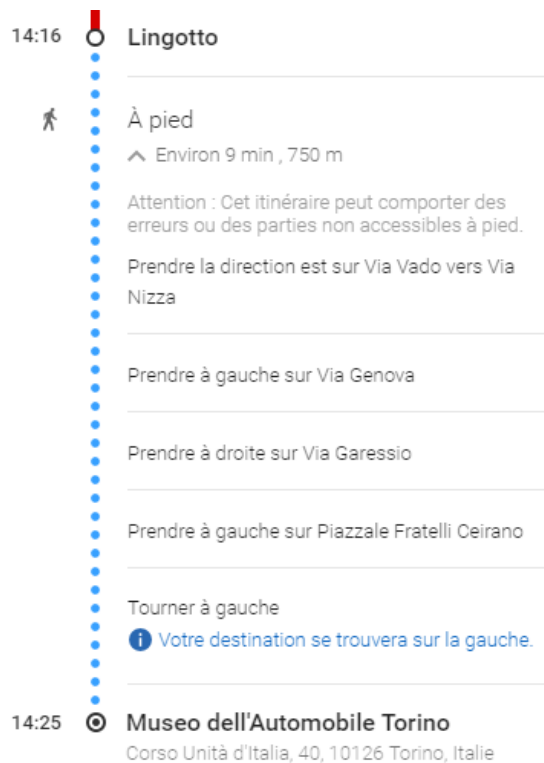 14:16 Lingotto
À pied
Environ 9 min , 750 m
Attention : Cet itinéraire peut comporter des
erreurs ou des parties non accessibles à pied.
Prendre la direction est sur Via Vado vers Via
Nizza
Prendre à gauche sur Via Genova
Prendre à droite sur Via Garessio
Prendre à gauche sur Piazzale Fratelli Ceirano
Tourner à gauche
i Votre destination se trouvera sur la gauche.
14:25 Museo dell'Automobile Torino
Corso Unità d'Italia, 40, 10126 Torino, Italie